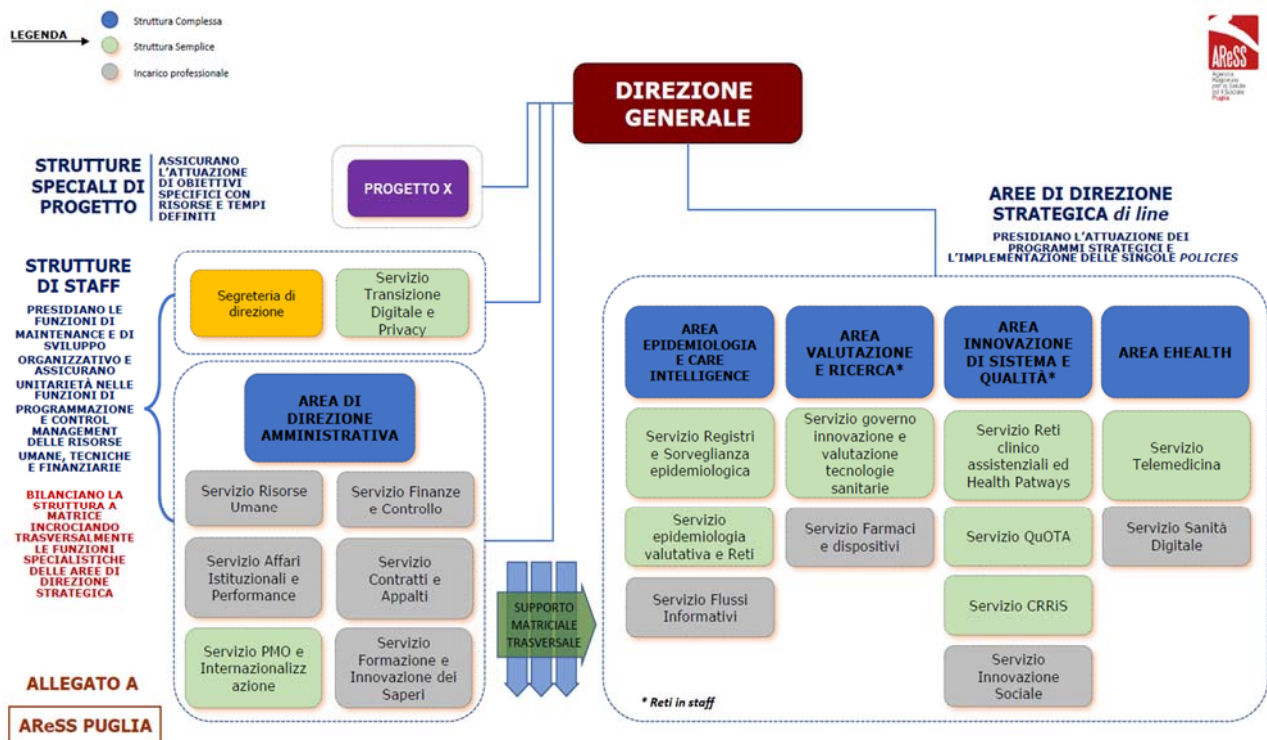 LEGENDA
Struttura Complessa
Struttura Semplice
Incarico professionale
AReSS
Agenzia
Regionale
per la Salute
ed il Sociale
Puglia
DIREZIONE
GENERALE
STRUTTURE
SPECIALI DI
PROGETTO
ASSICURANO
L'ATTUAZIONE
DI OBIETTIVI
SPECIFICI CON
RISORSE E TEMPI
DEFINITI
PROGETTO X
AREE DI DIREZIONE
STRATEGICA di line
PRESIDIANO L'ATTUAZIONE DEI
PROGRAMMI STRATEGICI E
L'IMPLEMENTAZIONE DELLE SINGOLE POLICIES
STRUTTURE
DI STAFF
PRESIDIANO LE
FUNZIONI DI
MAINTENANCE E DI
SVILUPPO
ORGANIZZATIVO E
ASSICURANO
UNITARIETÀ NELLE
FUNZIONI DI
PROGRAMMAZIONE
E CONTROL
MANAGEMENT
DELLE RISORSE
UMANE, TECNICHE
E FINANZIARIE
BILANCIANO LA
STRUTTURA A
MATRICE
INCROCIANDO
TRASVERSALMENTE
LE FUNZIONI
SPECIALISTICHE
DELLE AREE DI
DIREZIONE
STRATEGICA
Segreteria di
direzione
Servizio
Transizione
Digitale e
Privacy
AREA DI
DIREZIONE
AMMINISTRATIVA
Servizio Risorse
Umane
Servizio Finanze
e Controllo
Servizio Affari
Istituzionali e
Performance
Servizio
Contratti e
Appalti
Servizio PMO e
Internazionalizz
azione
Servizio
Formazione e
Innovazione dei
Saperi
SUPPORTO
MATRICIALE
TRASVERSALE
AREA
EPIDEMIOLOGIA
E CARE
INTELLIGENCE
Servizio Registri
e Sorveglianza
epidemiologica
Servizio
epidemiologia
valutativa e Reti
Servizio Flussi
Informativi
AREA
VALUTAZIONE
E RICERCA*
Servizio governo
innovazione e
valutazione
tecnologie
sanitarie
Servizio Farmaci
e dispositivi
AREA
INNOVAZIONE
DI SISTEMA E
QUALITÀ*
Servizio Reti
clinico
assistenziali ed
Health Patways
Servizio QuOTA
Servizio CRRiS
Servizio
Innovazione
Sociale
AREA EHEALTH
Servizio
Telemedicina
Servizio Sanità
Digitale
* Reti in staff
ALLEGATO A
AReSS PUGLIA